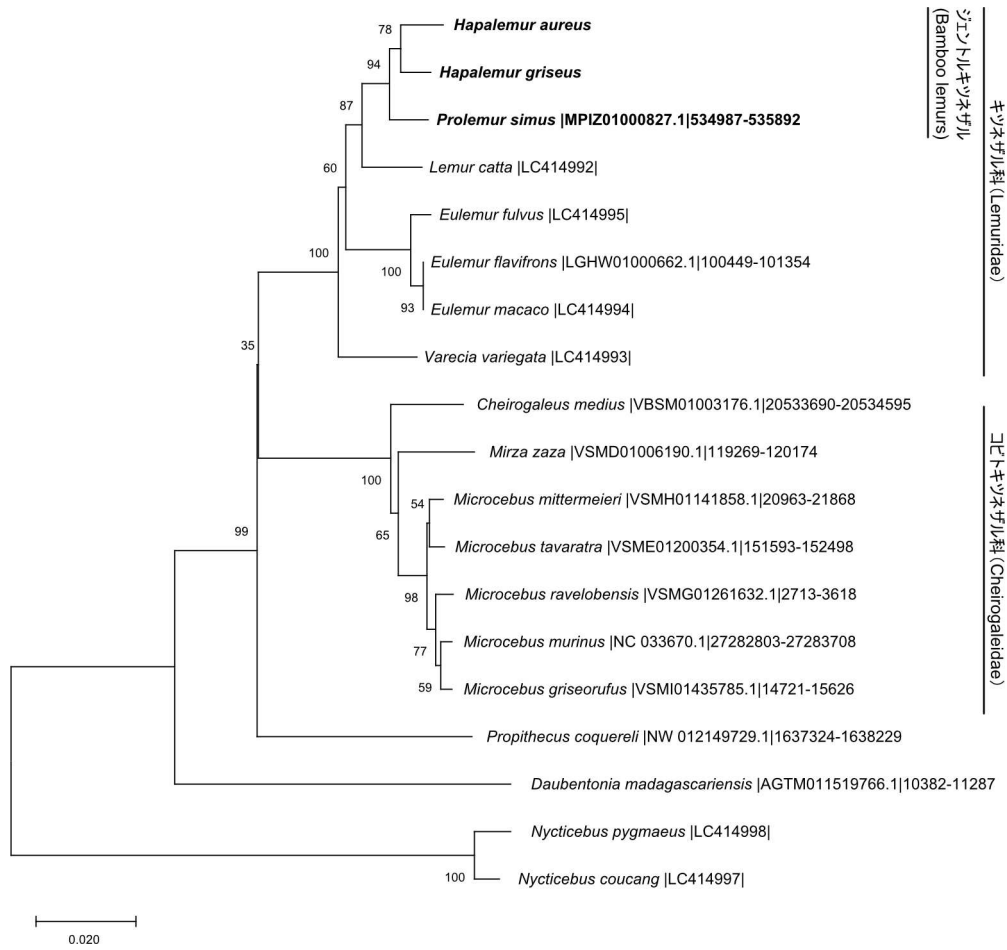 78
Hapalemur aureus
94
Hapalemur griseus
87
Prolemur simus |MPIZ01000827.1|534987-535892
60
Lemur catta |LC414992|
Eulemur fulvus |LC414995|
100
100
Eulemur flavifrons |LGHW01000662.1|100449-101354
93
Eulemur macaco |LC414994|
35
Varecia variegata |LC414993|
Cheirogaleus medius |VBSM01003176.1|20533690-20534595
100
Mirza zaza |VSMD01006190.1|119269-120174
54
Microcebus mittermeieri |VSMH01141858.1|20963-21868
99
65
Microcebus tavaratra |VSME01200354.1|151593-152498
98
Microcebus ravelobensis |VSMG01261632.1|2713-3618
77
Microcebus murinus |NC 033670.1|27282803-27283708
59
Microcebus griseorufus |VSMI01435785.1|14721-15626
Propithecus coquereli |NW 012149729.1|1637324-1638229
Daubentonia madagascariensis |AGTM011519766.1|10382-11287
Nycticebus pygmaeus |LC414998|
100
Nycticebus coucang |LC414997|
0.020
ジェントルキツネザル
(Bamboo lemurs)
キツネザル科(Lemuridae)
コビトキツネザル科(Cheirogaleidae)